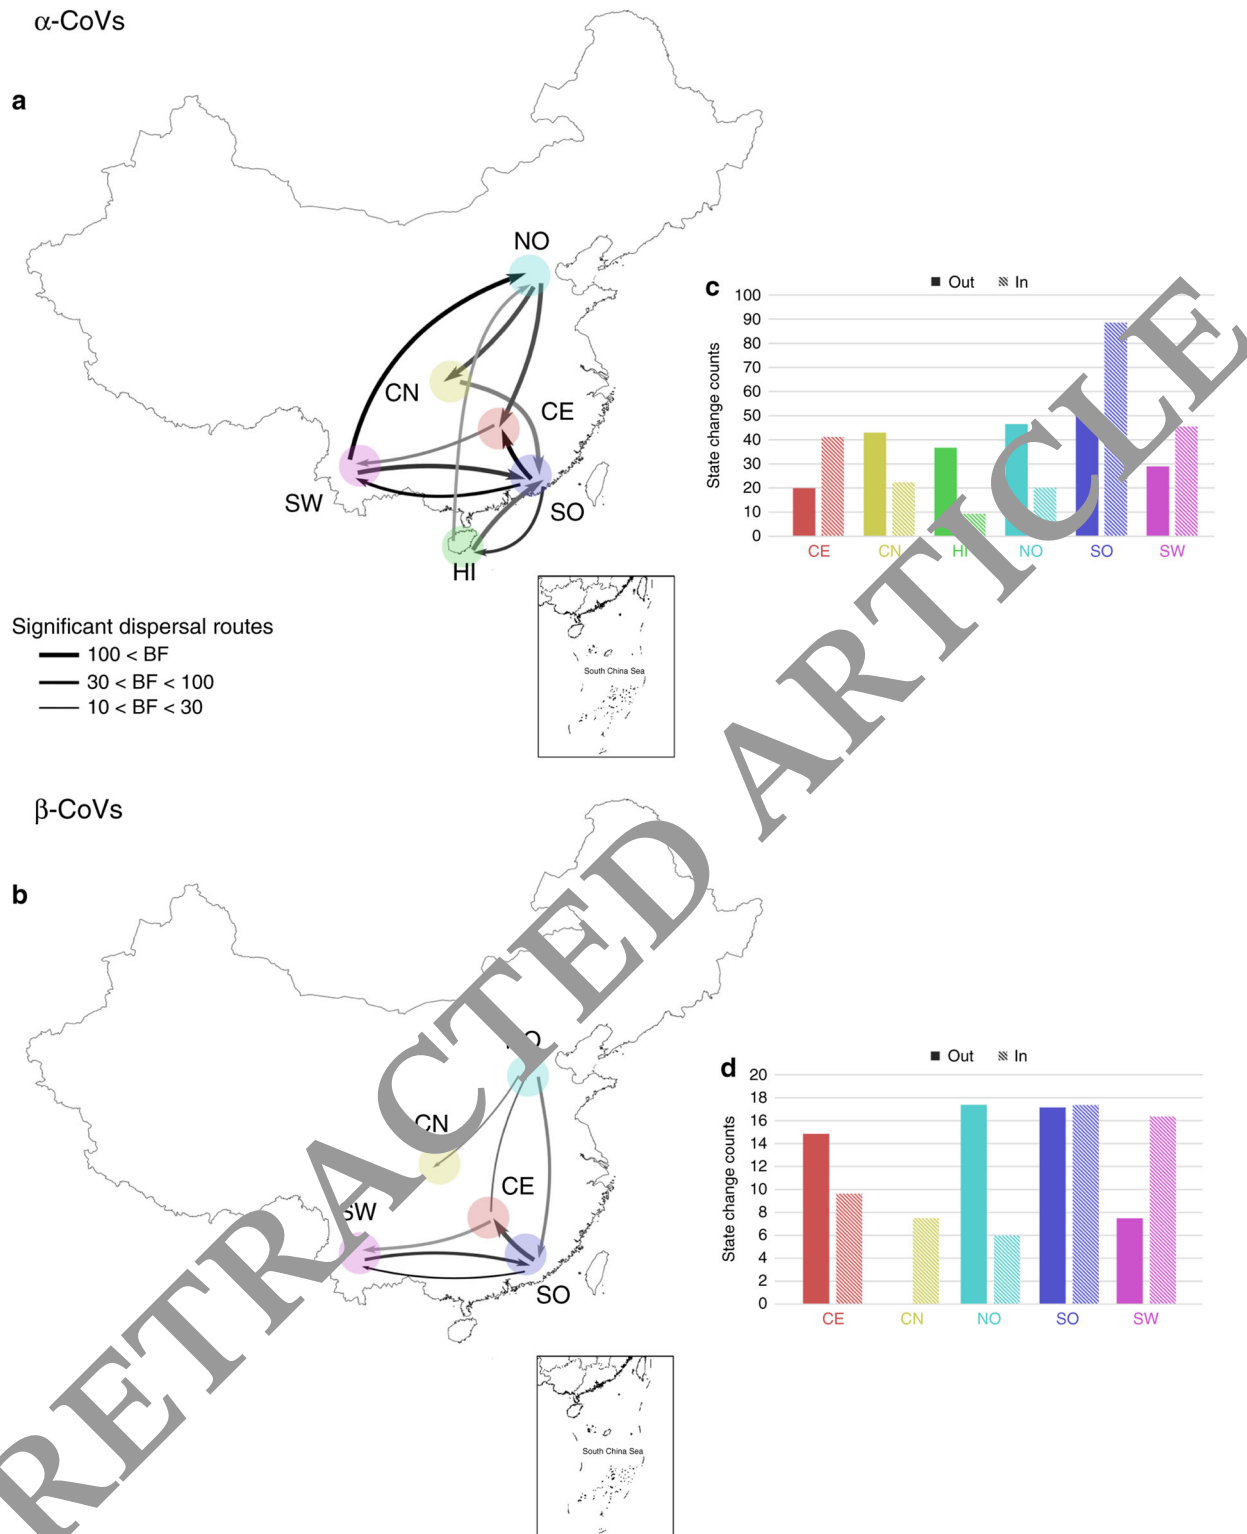 α-CoVs
a
NO
CN
CE
SW
SO
HI
Significant dispersal routes
100 < BF
30 < BF < 100
10 < BF < 30
South China Sea
c
Out In
State change counts
100
90
80
70
60
50
40
30
20
10
0
CE CN HI NO SO SW
β-CoVs
b
CN
CE
SW
SO
South China Sea
d
Out In
State change counts
20
18
16
14
12
10
8
6
4
2
0
CE CN NO SO SW
RETRACTED ARTICLE